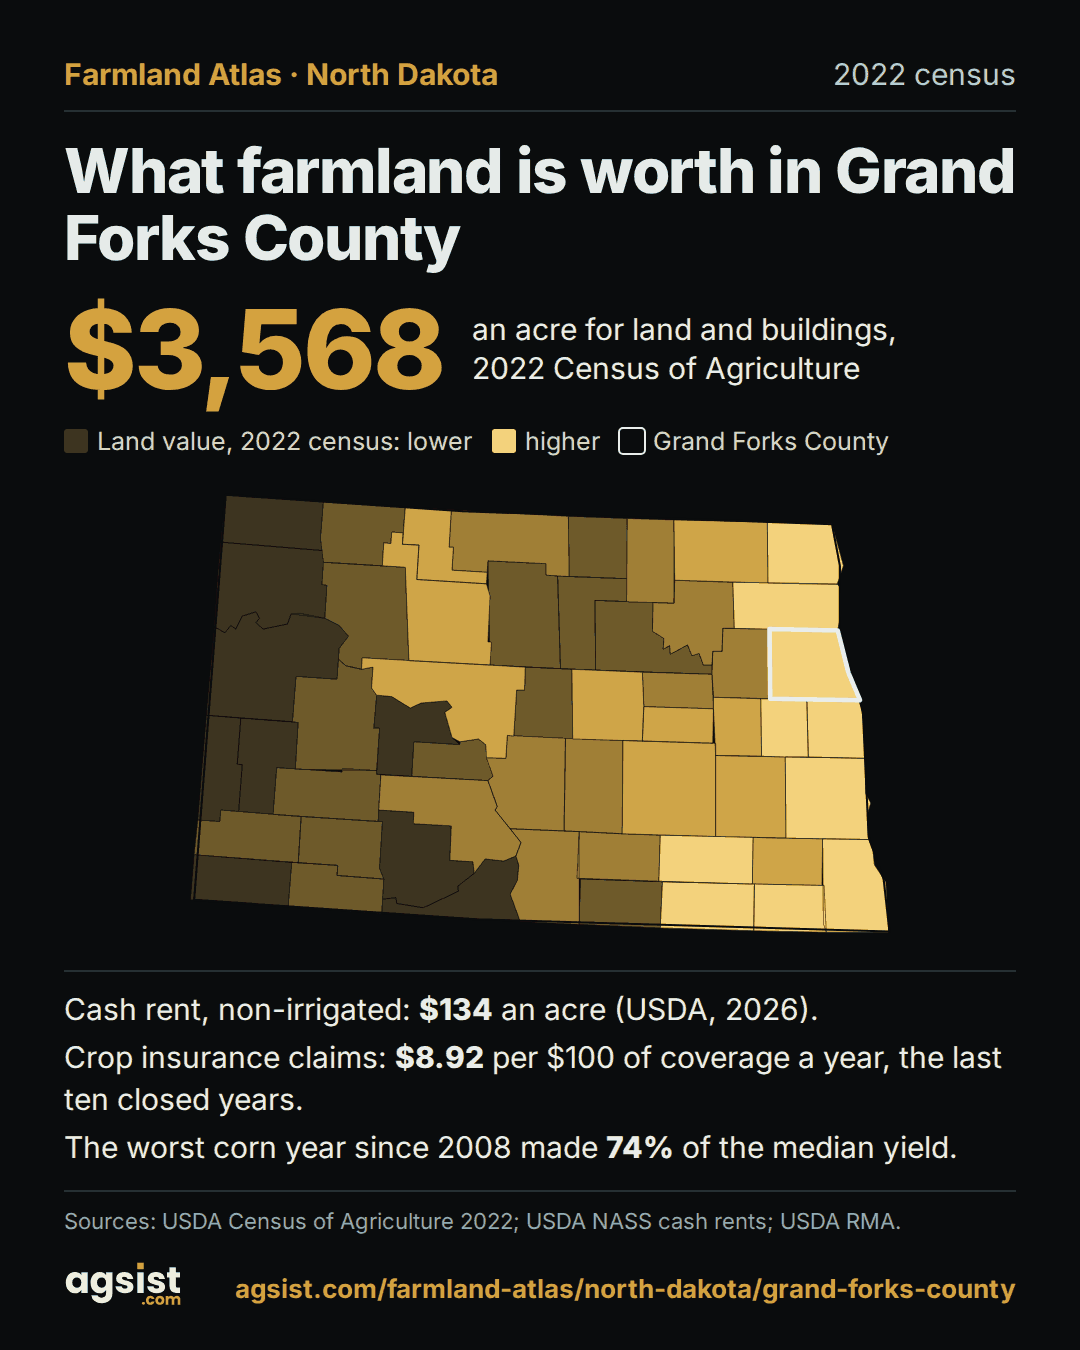 Farmland Atlas · North Dakota
2022 census
What farmland is worth in Grand
Forks County
$3,568
an acre for land and buildings,
2022 Census of Agriculture
Land value, 2022 census: lower
higher
Grand Forks County
Cash rent, non-irrigated: $134 an acre (USDA, 2026).
Crop insurance claims: $8.92 per $100 of coverage a year, the last
ten closed years.
The worst corn year since 2008 made 74% of the median yield.
Sources: USDA Census of Agriculture 2022; USDA NASS cash rents; USDA RMA.
agsist
.com
agsist.com/farmland-atlas/north-dakota/grand-forks-county